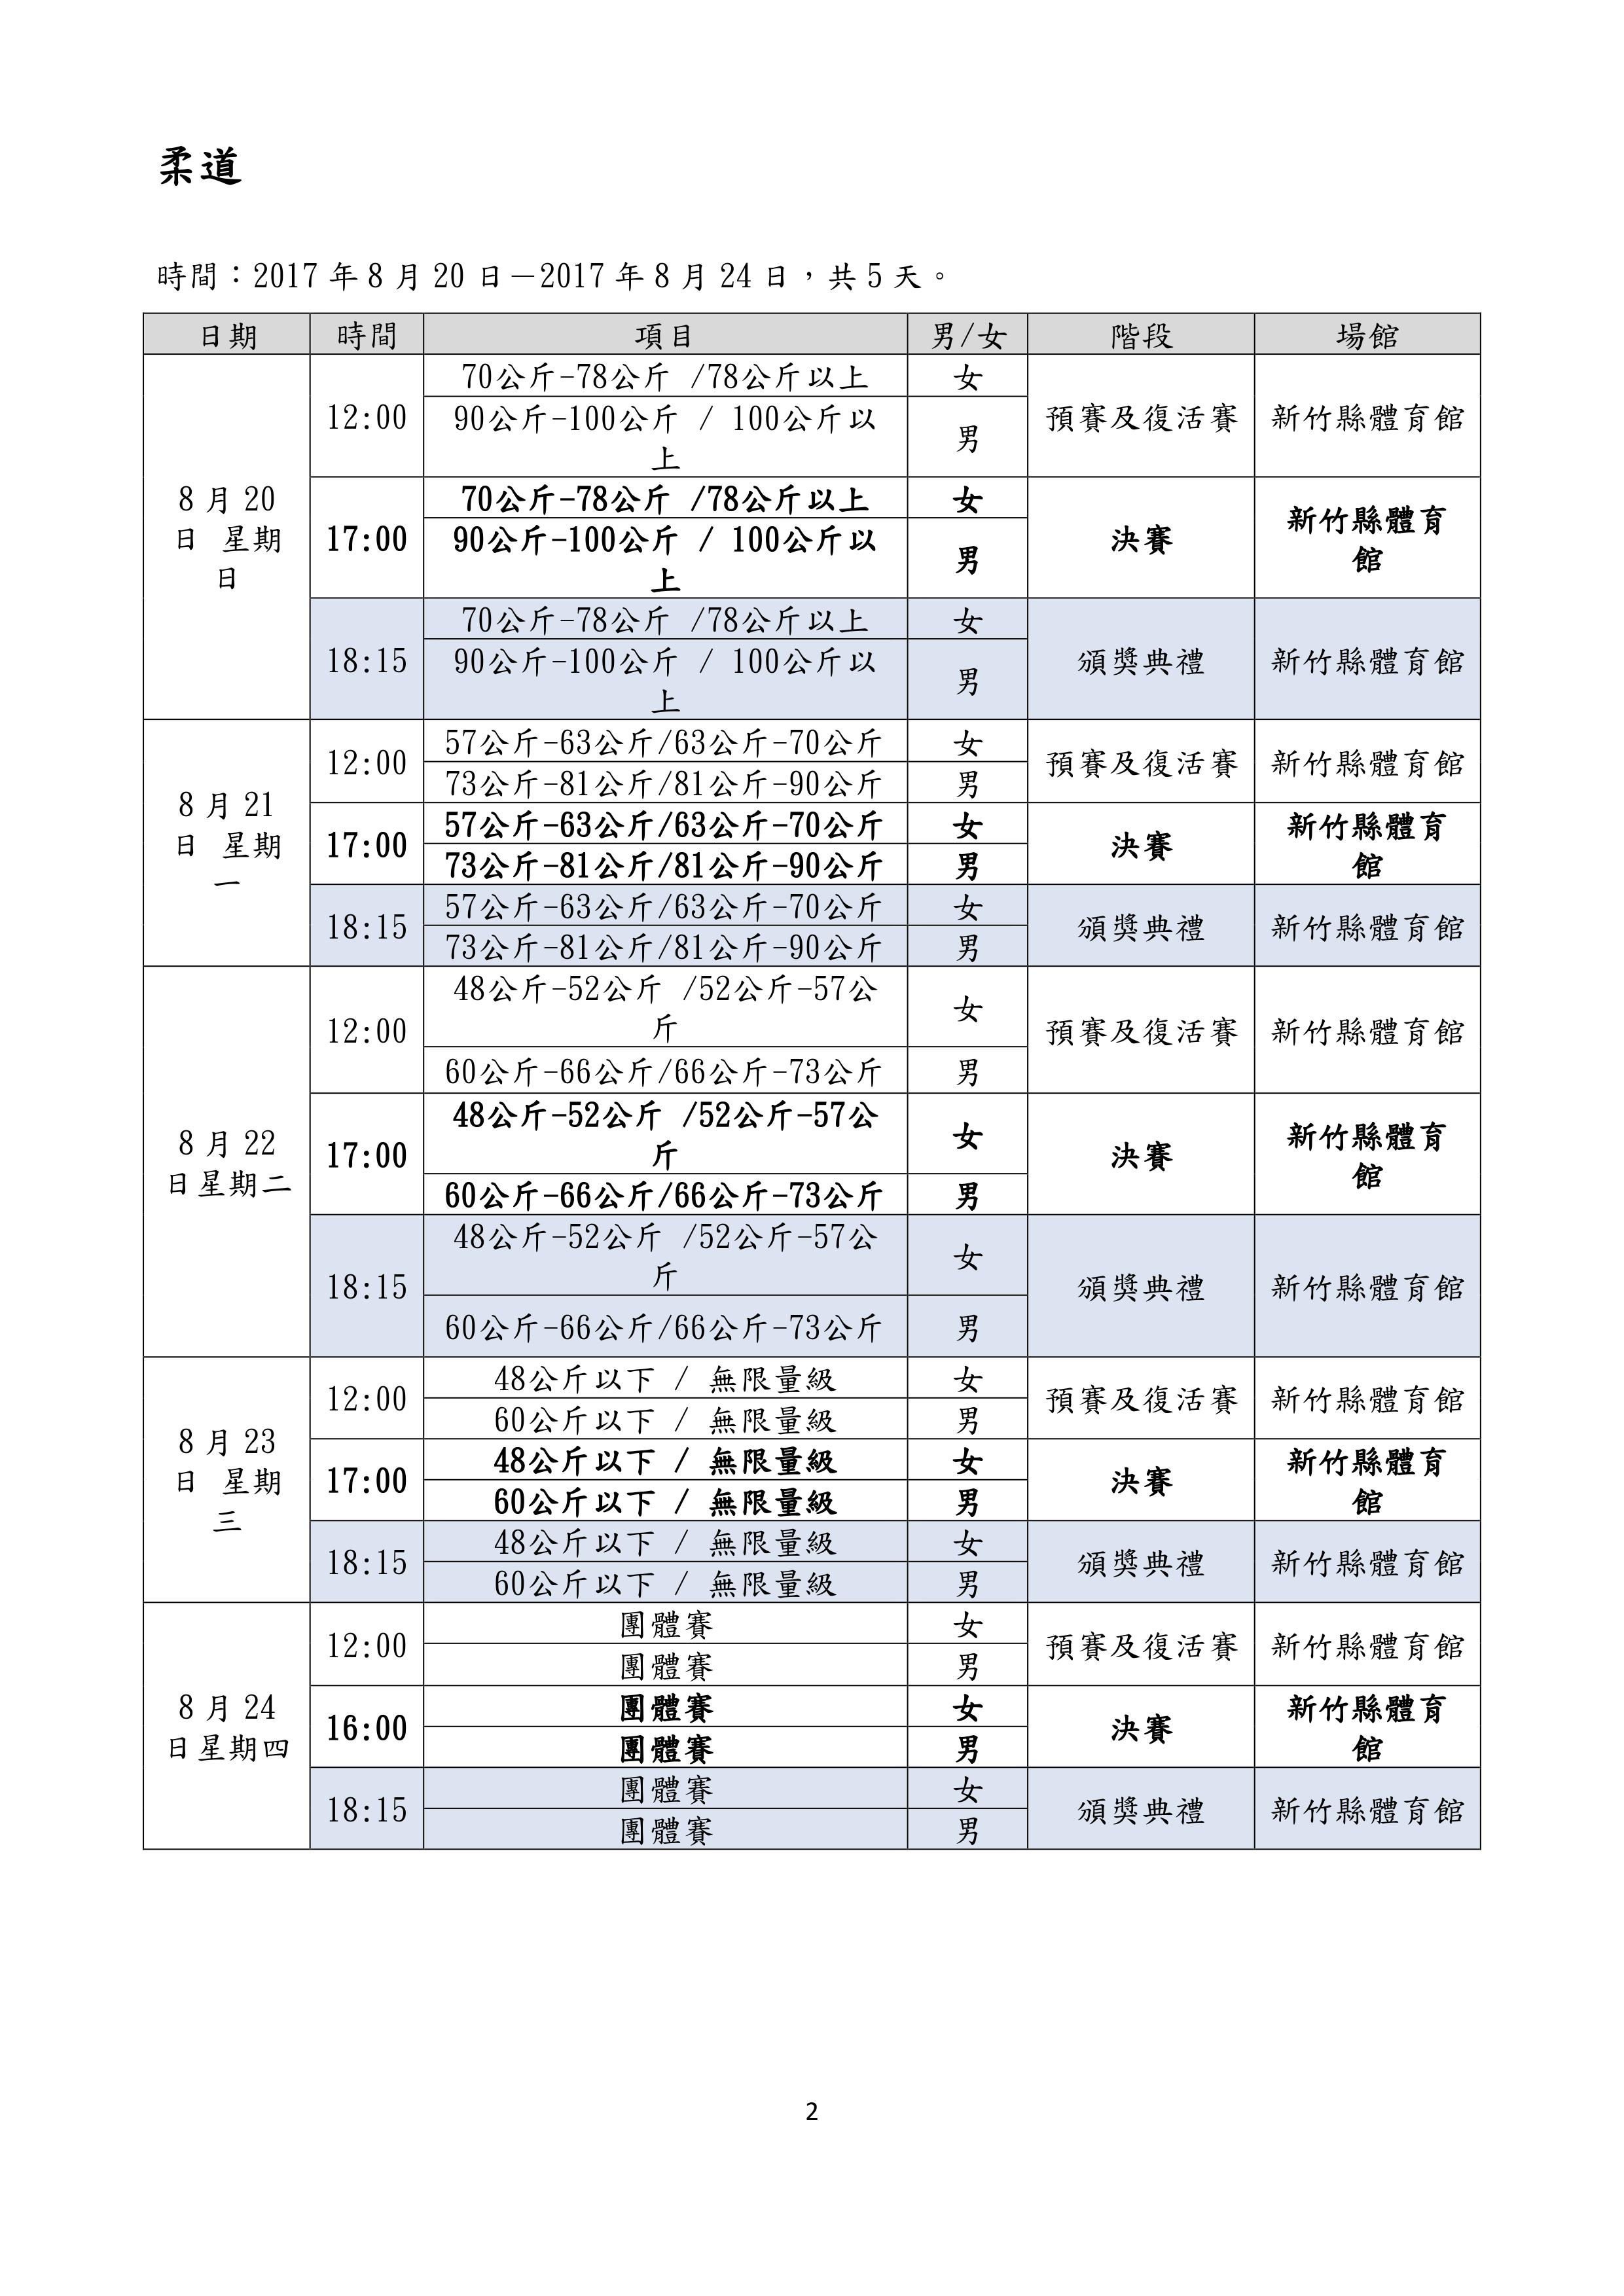 柔道
時間：2017 年 8 月 20 日－2017 年 8 月 24 日，共 5 天。
日期 時間 項目 男/女 階段 場館
8 月 20
日 星期
日
12:00
70公斤-78公斤 /78公斤以上 女
90公斤-100公斤 / 100公斤以
上
男
預賽及復活賽 新竹縣體育館
17:00
70公斤-78公斤 /78公斤以上 女
90公斤-100公斤 / 100公斤以
上
男
決賽
新竹縣體育
館
18:15
70公斤-78公斤 /78公斤以上 女
90公斤-100公斤 / 100公斤以
上
男
頒獎典禮 新竹縣體育館
8 月 21
日 星期
一
12:00
57公斤-63公斤/63公斤-70公斤 女
73公斤-81公斤/81公斤-90公斤 男
預賽及復活賽 新竹縣體育館
17:00
57公斤-63公斤/63公斤-70公斤 女
73公斤-81公斤/81公斤-90公斤 男
決賽
新竹縣體育
館
18:15
57公斤-63公斤/63公斤-70公斤 女
73公斤-81公斤/81公斤-90公斤 男
頒獎典禮 新竹縣體育館
8 月 22
日星期二
12:00
48公斤-52公斤 /52公斤-57公
斤
女
60公斤-66公斤/66公斤-73公斤 男
預賽及復活賽 新竹縣體育館
17:00
48公斤-52公斤 /52公斤-57公
斤
女
60公斤-66公斤/66公斤-73公斤 男
決賽
新竹縣體育
館
18:15
48公斤-52公斤 /52公斤-57公
斤
女
60公斤-66公斤/66公斤-73公斤 男
頒獎典禮 新竹縣體育館
8 月 23
日 星期
三
12:00
48公斤以下 / 無限量級 女
60公斤以下 / 無限量級 男
預賽及復活賽 新竹縣體育館
17:00
48公斤以下 / 無限量級 女
60公斤以下 / 無限量級 男
決賽
新竹縣體育
館
18:15
48公斤以下 / 無限量級 女
60公斤以下 / 無限量級 男
頒獎典禮 新竹縣體育館
8 月 24
日星期四
12:00
團體賽 女
團體賽 男
預賽及復活賽 新竹縣體育館
16:00
團體賽 女
團體賽 男
決賽
新竹縣體育
館
18:15
團體賽 女
團體賽 男
頒獎典禮 新竹縣體育館
2